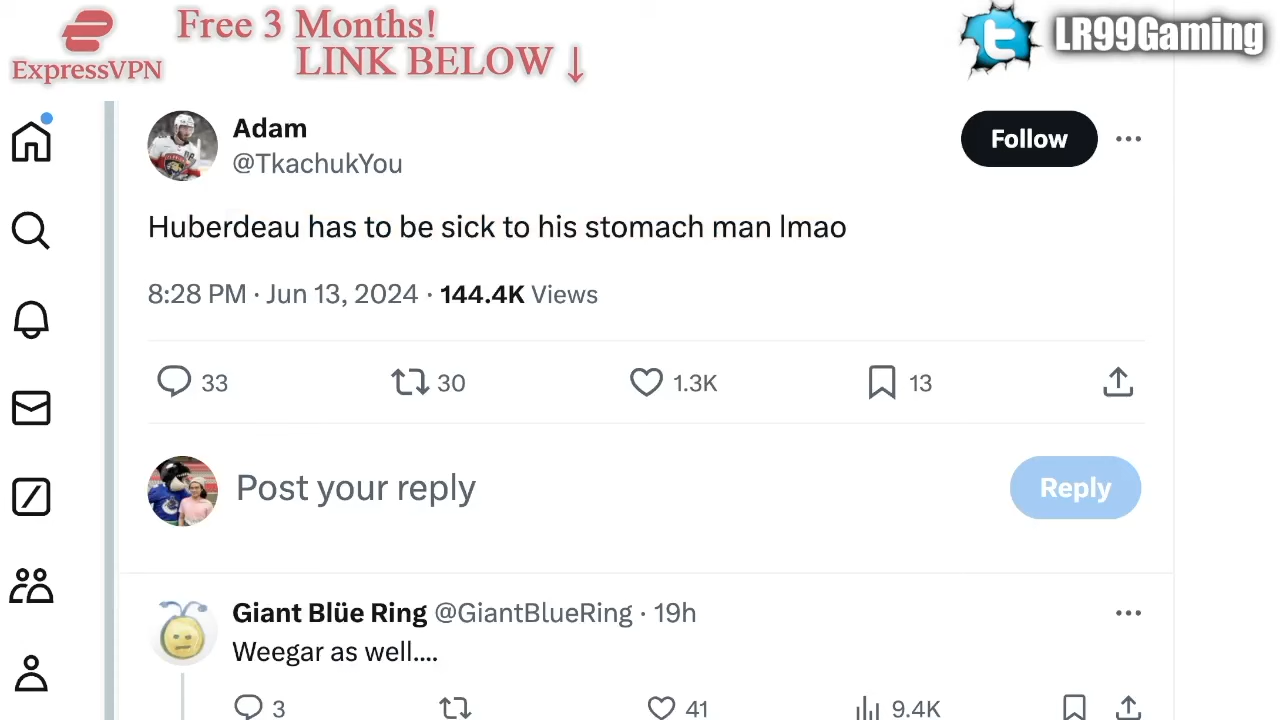 Free 3 Months!
LINK BELOW ↓
ExpressVPN
LR99Gaming
Adam
@TkachukYou
Follow
Huberdeau has to be sick to his stomach man lmao
8:28 PM · Jun 13, 2024 · 144.4K Views
33 30 1.3K 13
Post your reply
Reply
Giant Blüe Ring @GiantBlueRing · 19h
Weegar as well....
3 41 9.4K